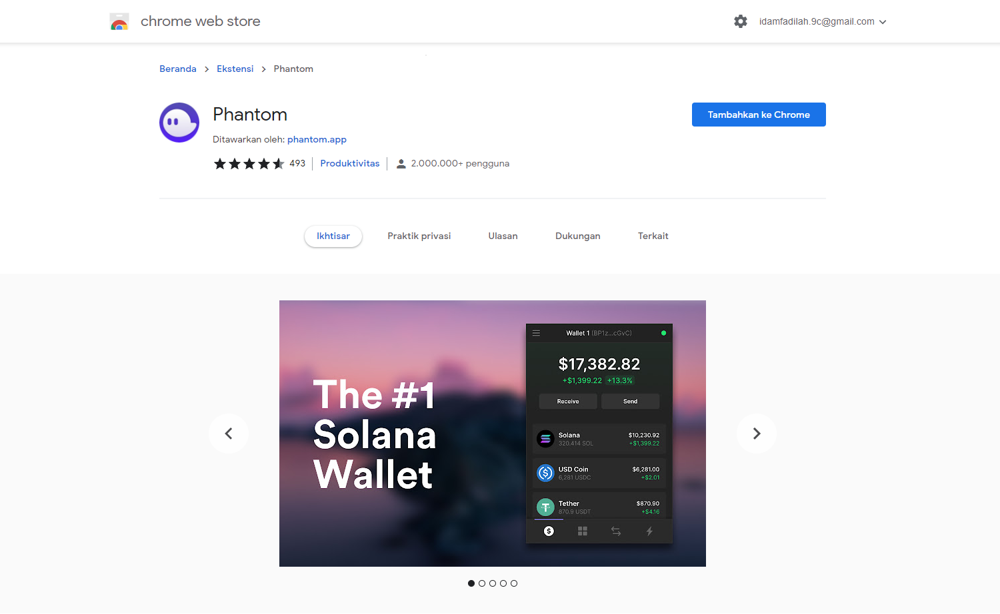 chrome web store
idamfadilah.9c@gmail.com
Beranda > Ekstensi > Phantom
Phantom
Tambahkan ke Chrome
Ditawarkan oleh: phantom.app
493 Produktivitas 2.000.000+ pengguna
Ikhtisar Praktik privasi Ulasan Dukungan Terkait
The #1
Solana
Wallet
Wallet 1 (BP1z...cGvC)
$17,382.82
+$1,399.22 +13.3%
Receive Send
Solana $10,230.92
320.414 SOL +$1,399.22
USD Coin $6,281.00
6,281 USDC +$2.01
Tether $870.90
870.9 USDT +$4.16